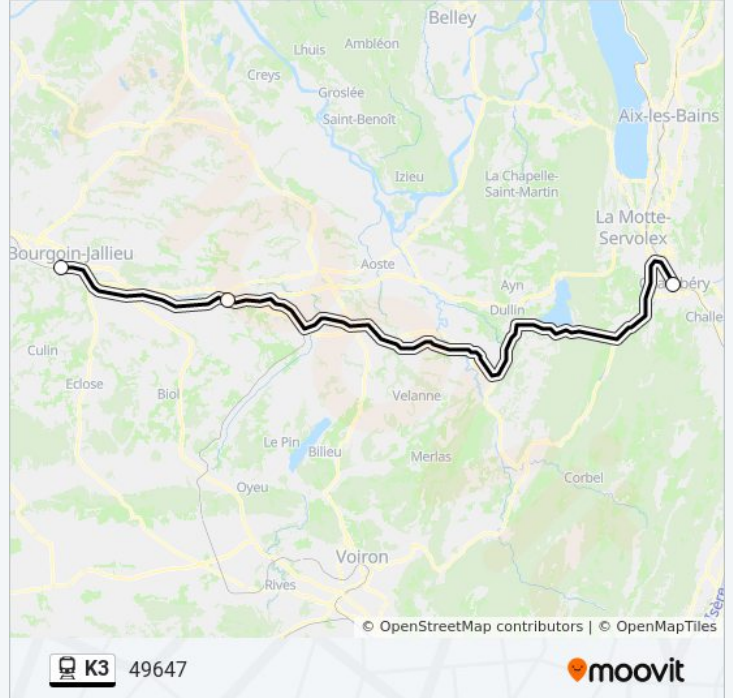 Belley
Lhuis
Ambléon
Creys
Groslée
Saint-Benoît
Aix-les-Bains
Izieu
La Chapelle-
Saint-Martin
La Motte-
Servolex
Bourgoin-Jallieu
Aoste
Ayn
Dullin
Challe
Culin
Eclose
Biol
Velanne
Le Pin
Bilieu
Merlas
Corbel
Oyeu
Voiron
Rives
Isère
© OpenStreetMap contributors | © OpenMapTiles
K3 49647
moovit